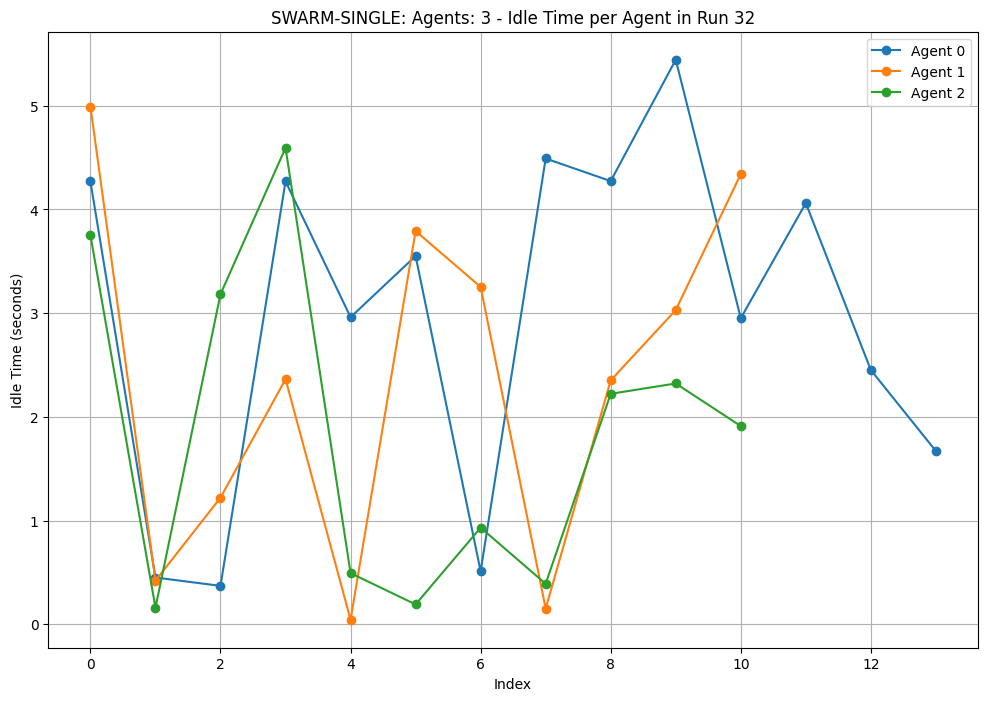 SWARM-SINGLE: Agents: 3 - Idle Time per Agent in Run 32
Agent 0
Agent 1
Agent 2
Idle Time (seconds)
5
4
3
2
1
0
0 2 4 6 8 10 12
Index